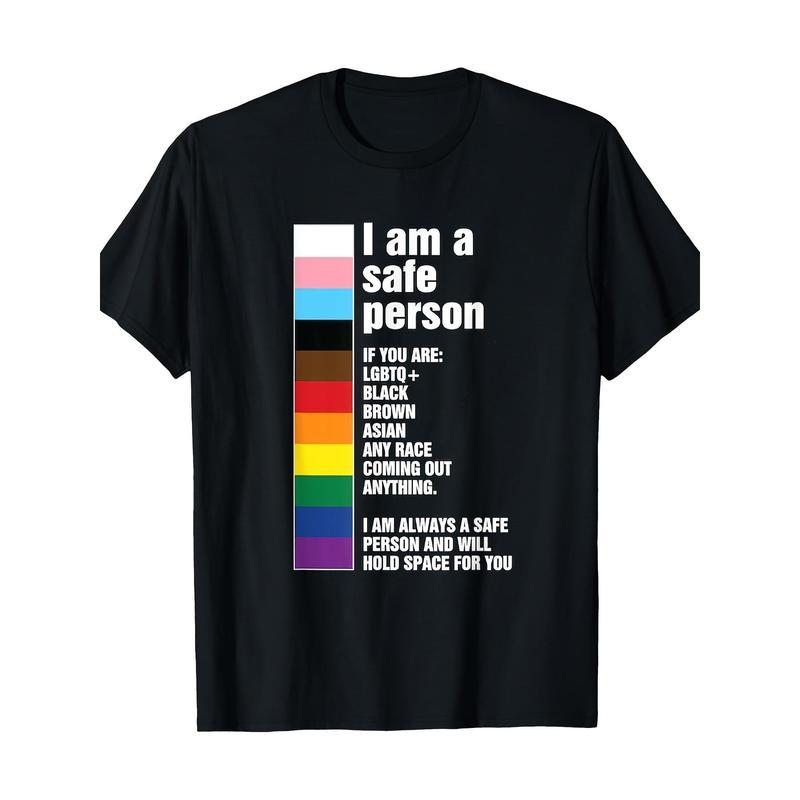 I am a
safe
person
IF YOU ARE:
LGBTQ+
BLACK
BROWN
ASIAN
ANY RACE
COMING OUT
ANYTHING.
I AM ALWAYS A SAFE
PERSON AND WILL
HOLD SPACE FOR YOU